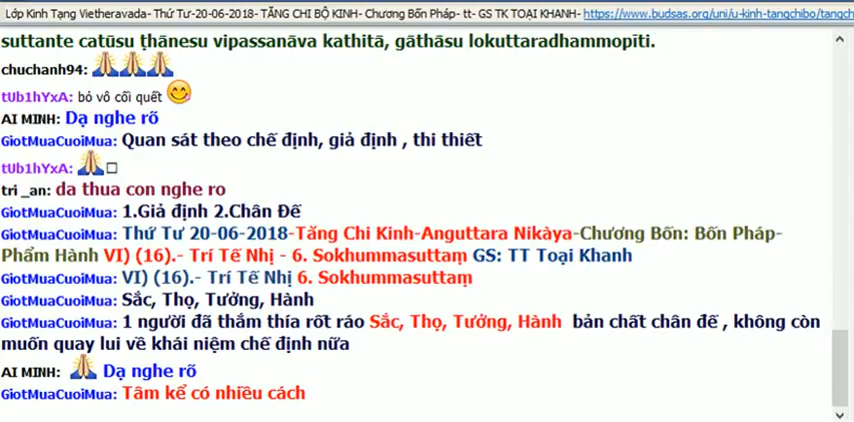 Lớp Kinh Tạng Vietheravada- Thứ Tư-20-06-2018- TĂNG CHI BỘ KINH- Chương Bốn Pháp- tt- GS TK TOẠI KHANH- https://www.budsas.org/uni/u-kinh-tangchibo/tangch
suttante catūsu ṭhānesu vipassanāva kathitā, gāthāsu lokuttaradhammopīti.
chuchanh94:
tUb1hYxA: bỏ vô cối quết
AI MINH: Dạ nghe rõ
GiotMuaCuoiMua: Quan sát theo chế định, giả định , thi thiết
tUb1hYxA:
tri _an: da thua con nghe ro
GiotMuaCuoiMua: 1.Giả định 2.Chân Đế
GiotMuaCuoiMua: Thứ Tư 20-06-2018-Tăng Chi Kinh-Anguttara Nikàya-Chương Bốn: Bốn Pháp-
Phẩm Hành VI) (16).- Trí Tế Nhị - 6. Sokhummasuttaṃ GS: TT Toại Khanh
GiotMuaCuoiMua: VI) (16).- Trí Tế Nhị 6. Sokhummasuttaṃ
GiotMuaCuoiMua: Sắc, Thọ, Tưởng, Hành
GiotMuaCuoiMua: 1 người đã thắm thía rốt ráo Sắc, Thọ, Tưởng, Hành bản chất chân đế , không còn
muốn quay lui về khái niệm chế định nữa
AI MINH: Dạ nghe rõ
GiotMuaCuoiMua: Tâm kể có nhiều cách